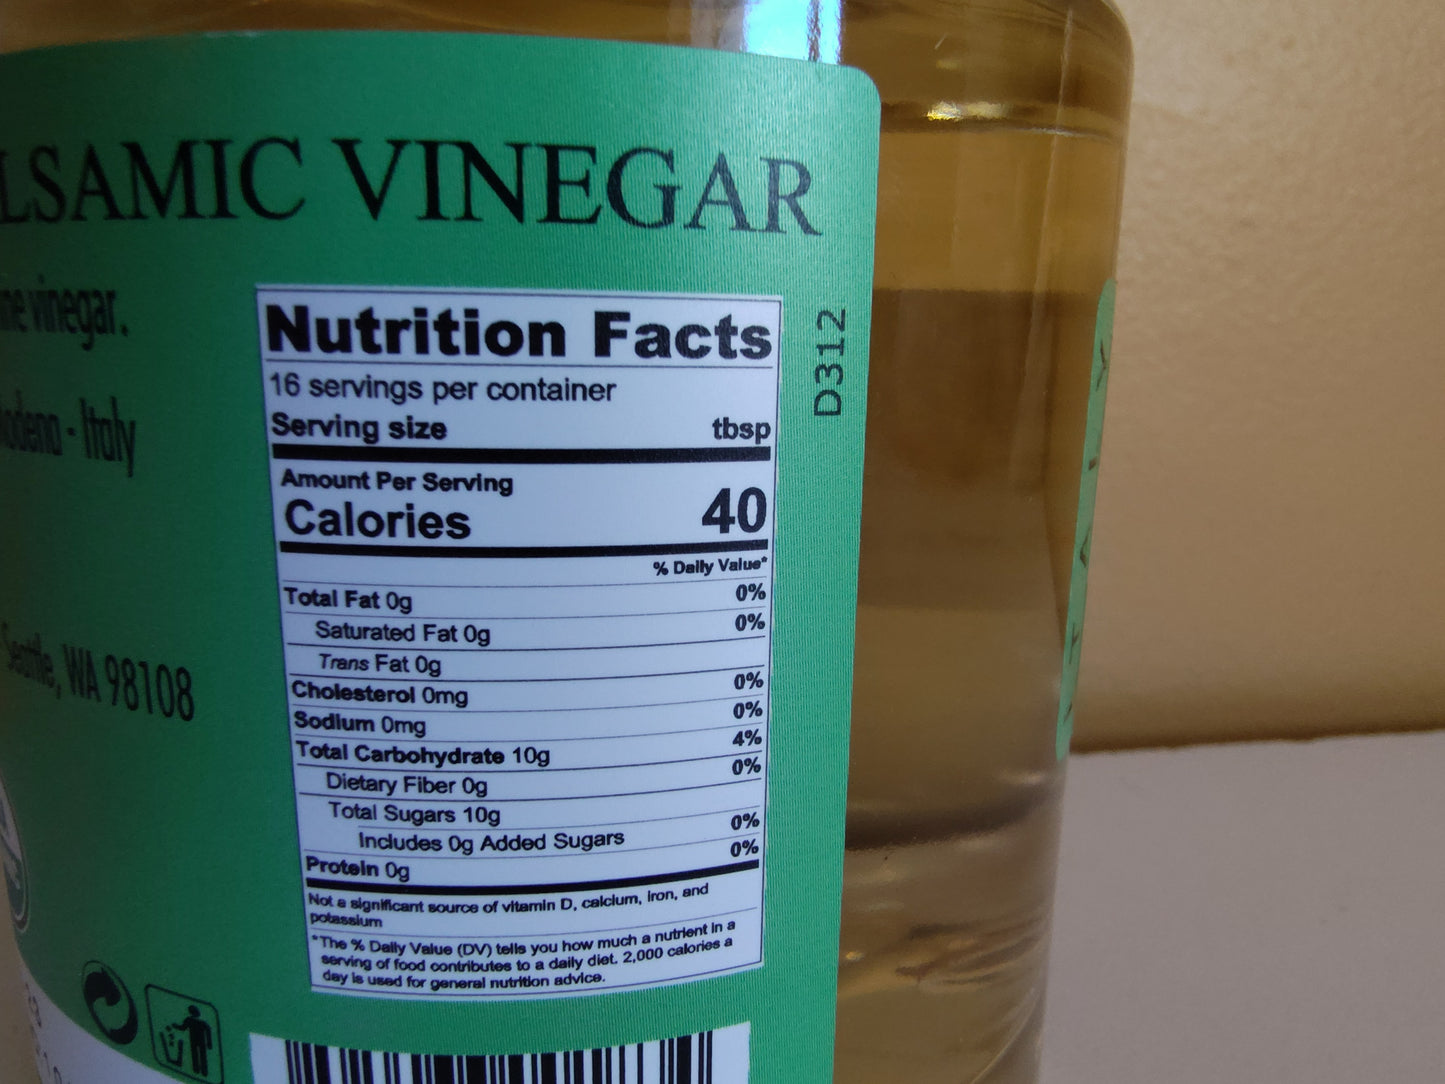 LSAMIC VINEGAR
vinegar.
- Italy
Seattle, WA 98108
Nutrition Facts
16 servings per container
Serving size tbsp
Amount Per Serving
Calories 40
% Daily Value*
Total Fat 0g 0%
Saturated Fat 0g 0%
Trans Fat 0g
Cholesterol 0mg 0%
Sodium 0mg 0%
Total Carbohydrate 10g 4%
Dietary Fiber 0g 0%
Total Sugars 10g
Includes 0g Added Sugars 0%
Protein 0g 0%
Not a significant source of vitamin D, calcium, iron, and
potassium
*The % Daily Value (DV) tells you how much a nutrient in a
serving of food contributes to a daily diet. 2,000 calories a
day is used for general nutrition advice.
D312
ITALY